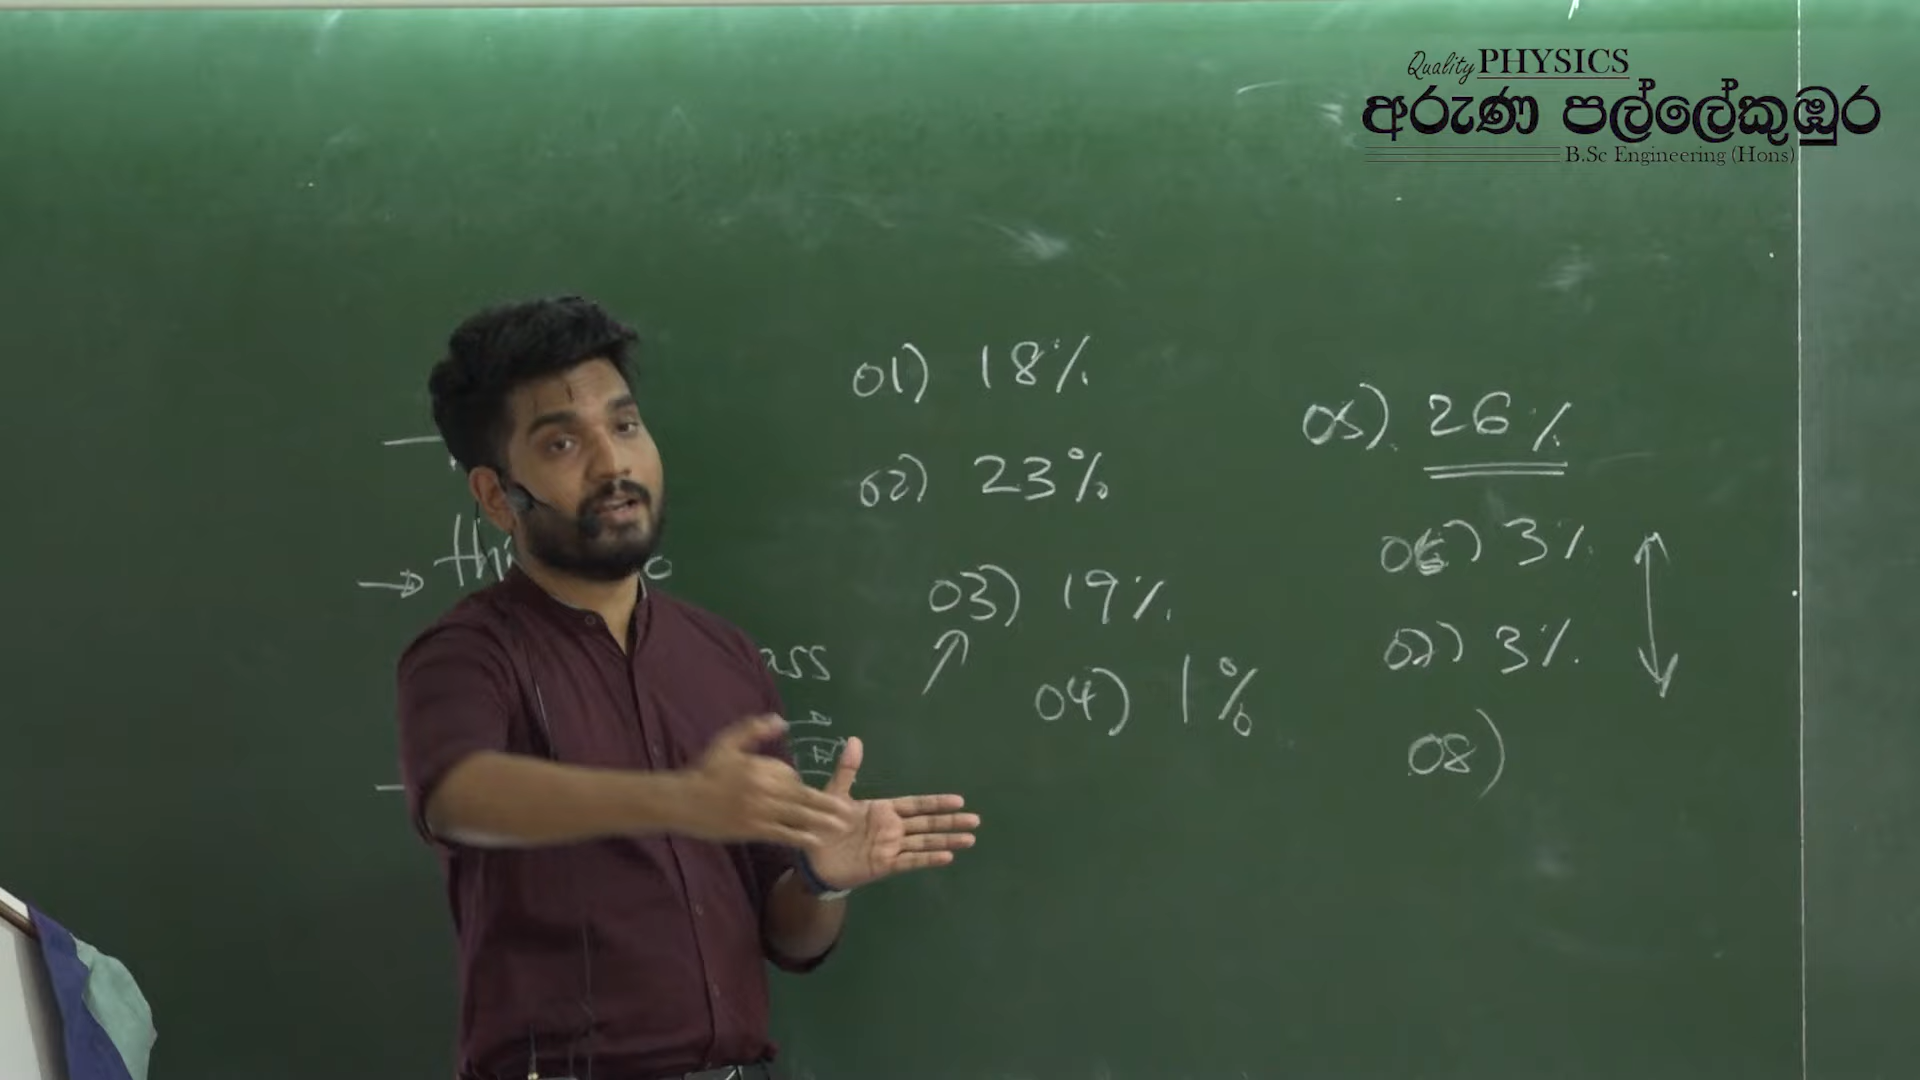 Quality PHYSICS
අරුණ පල්ලේකුඹුර
B.Sc Engineering (Hons)
01) 18%
02) 23%
03) 19%
04) 1%
05) 26%
06) 3%
07) 3%
08)
ass